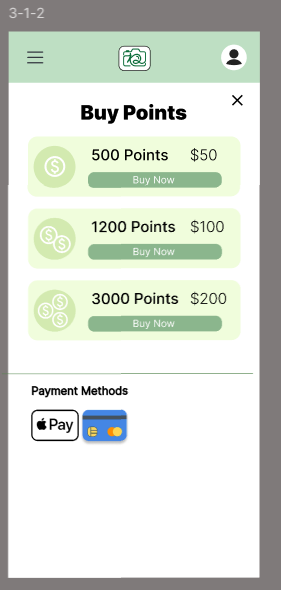 3-1-2
Buy Points
500 Points $50
Buy Now
1200 Points $100
Buy Now
3000 Points $200
Buy Now
Payment Methods
Pay